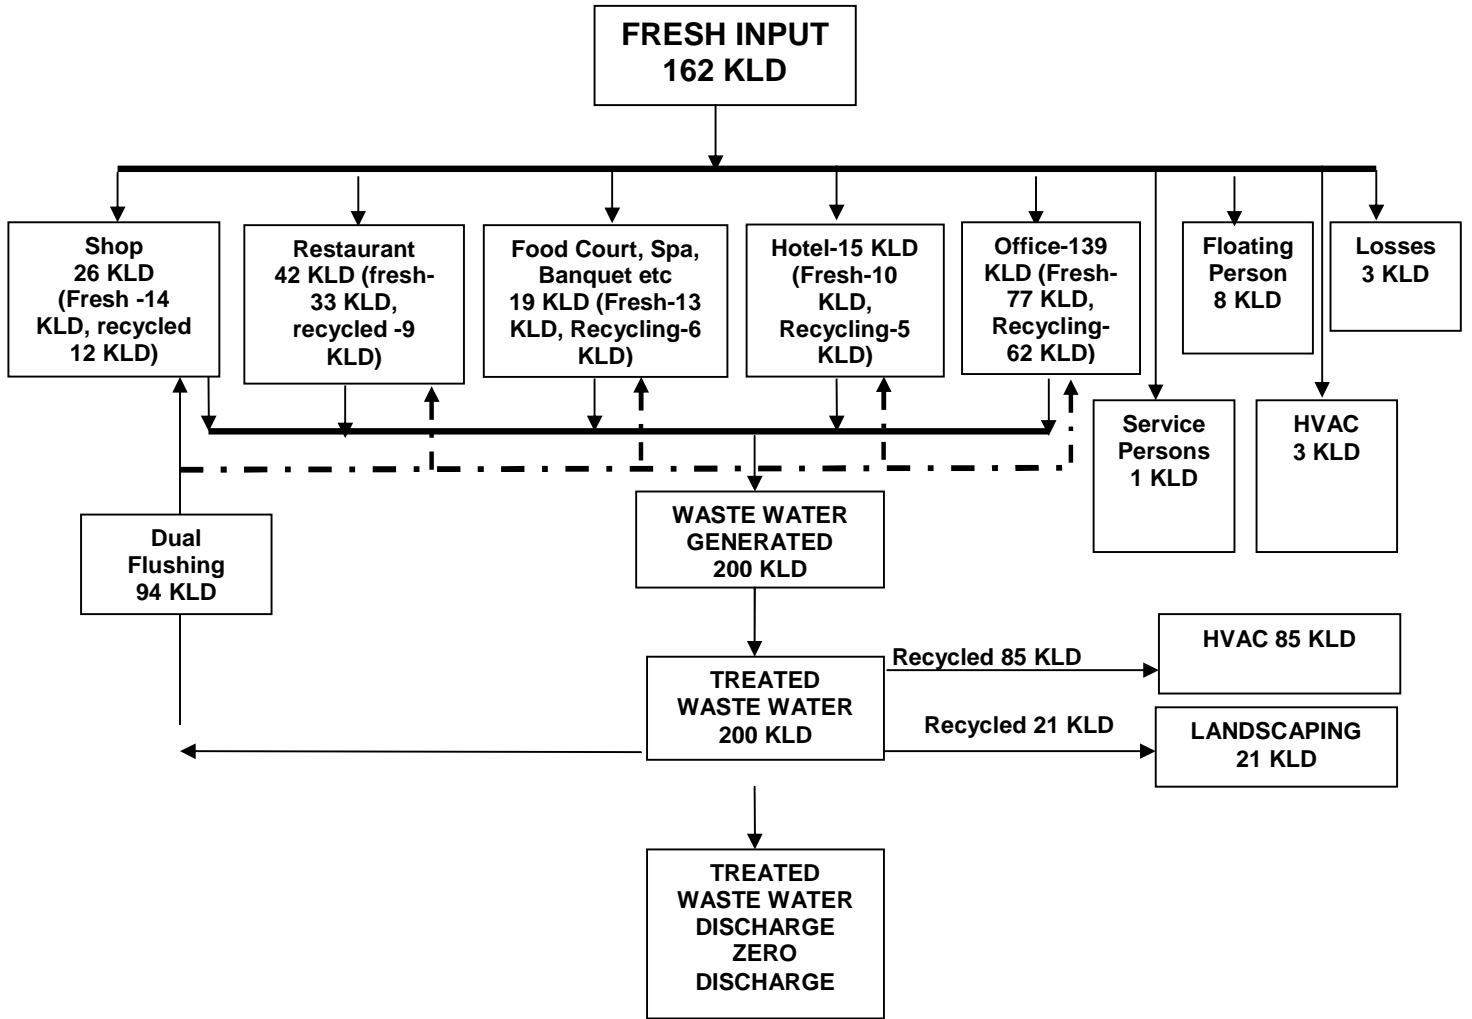 FRESH INPUT
162 KLD
Shop
26 KLD
(Fresh -14
KLD, recycled
12 KLD)
Restaurant
42 KLD (fresh-
33 KLD,
recycled -9
KLD)
Food Court, Spa,
Banquet etc
19 KLD (Fresh-13
KLD, Recycling-6
KLD)
Hotel-15 KLD
(Fresh-10
KLD,
Recycling-5
KLD)
Office-139
KLD (Fresh-
77 KLD,
Recycling-
62 KLD)
Floating
Person
8 KLD
Losses
3 KLD
Service
Persons
1 KLD
HVAC
3 KLD
Dual
Flushing
94 KLD
WASTE WATER
GENERATED
200 KLD
TREATED
WASTE WATER
200 KLD
Recycled 85 KLD
HVAC 85 KLD
Recycled 21 KLD
LANDSCAPING
21 KLD
TREATED
WASTE WATER
DISCHARGE
ZERO
DISCHARGE